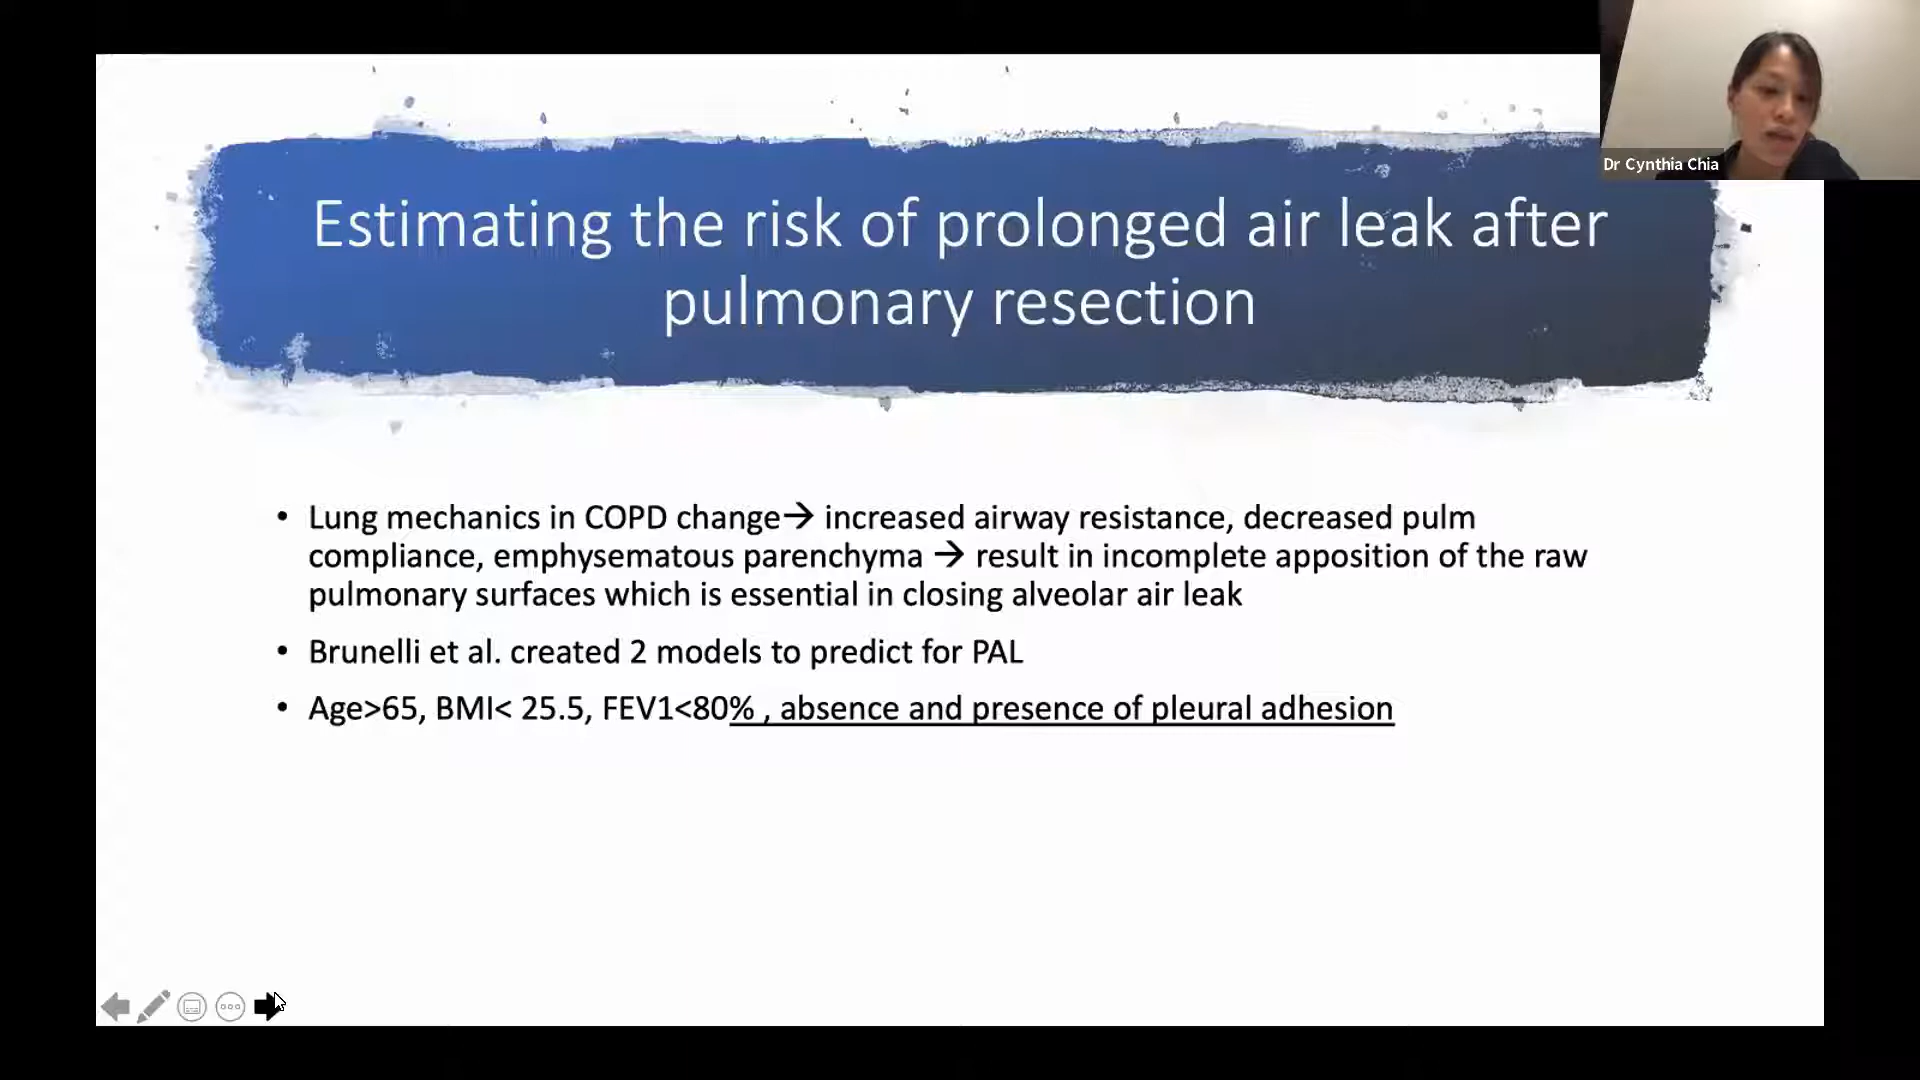 Estimating the risk of prolonged air leak after
pulmonary resection
Dr Cynthia Chia
• Lung mechanics in COPD change→ increased airway resistance, decreased pulm
compliance, emphysematous parenchyma → result in incomplete apposition of the raw
pulmonary surfaces which is essential in closing alveolar air leak
• Brunelli et al. created 2 models to predict for PAL
• Age>65, BMI< 25.5, FEV1<80% , absence and presence of pleural adhesion